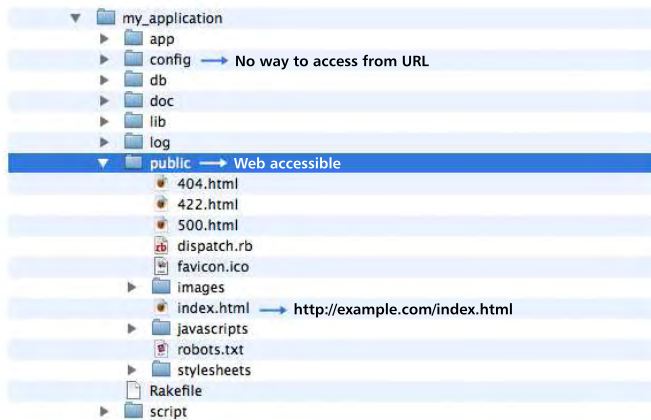 my_application
app
config → No way to access from URL
db
doc
lib
log
public → Web accessible
404.html
422.html
500.html
dispatch.rb
favicon.ico
images
index.html → http://example.com/index.html
javascripts
robots.txt
stylesheets
Rakefile
script